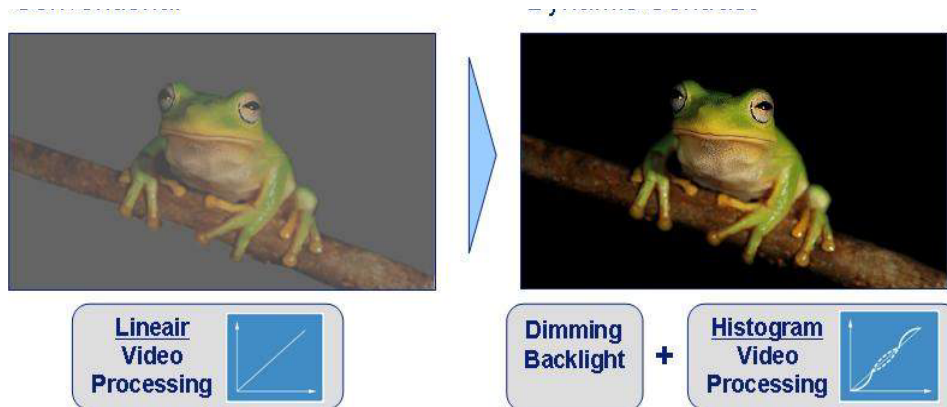 Lineair
Video
Processing
Dimming
Backlight
+
Histogram
Video
Processing